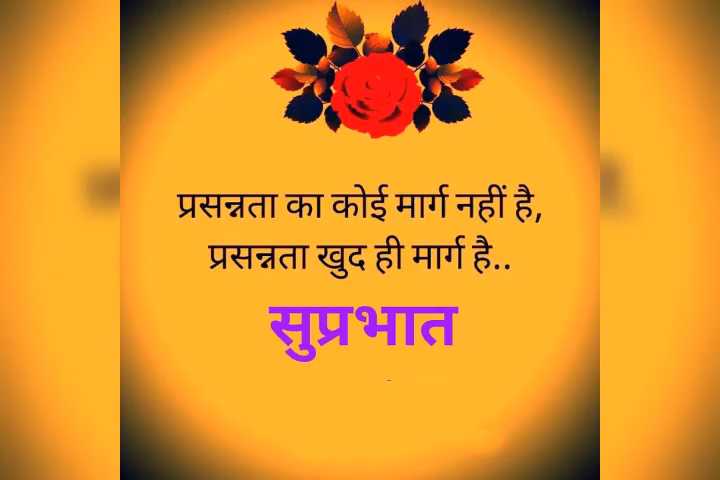 प्रसन्नता का कोई मार्ग नहीं है,
प्रसन्नता खुद ही मार्ग है..
सुप्रभात